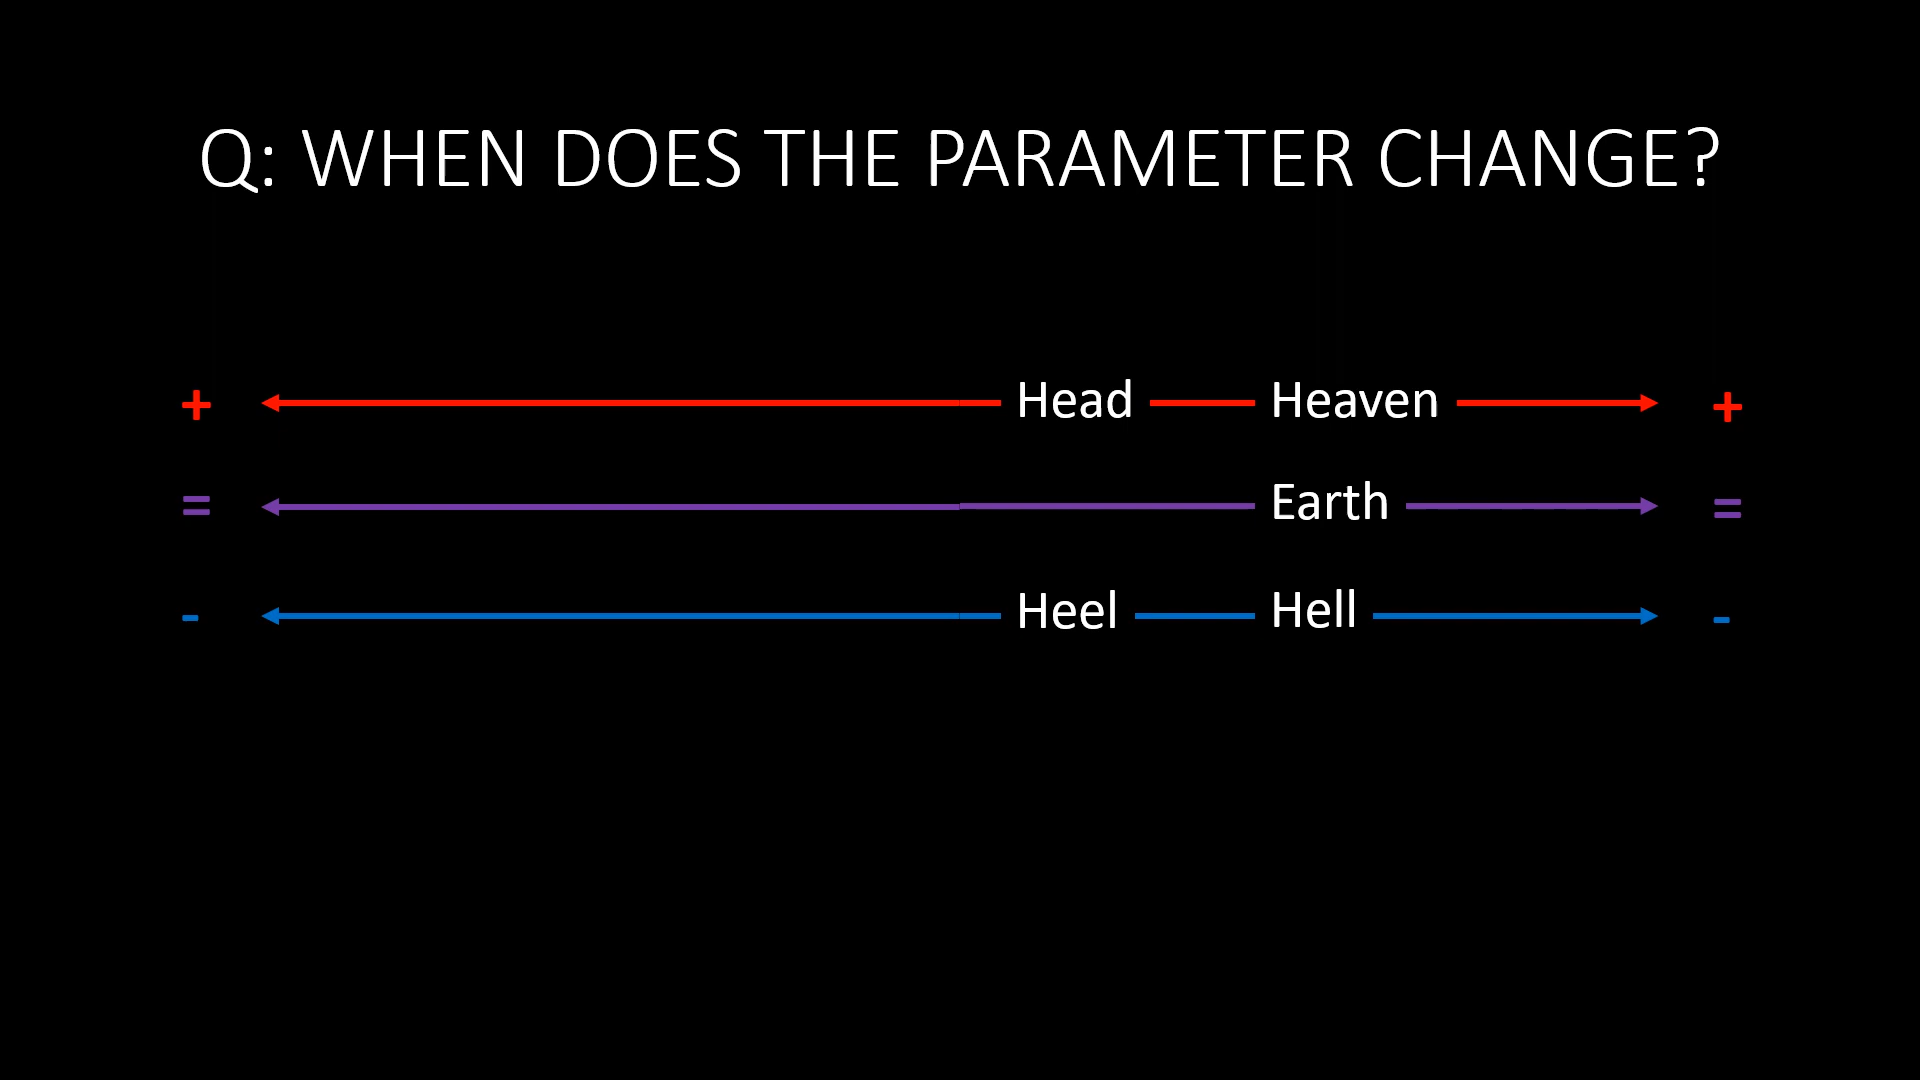 Q: WHEN DOES THE PARAMETER CHANGE?
+ Head Heaven +
= Earth =
- Heel Hell -